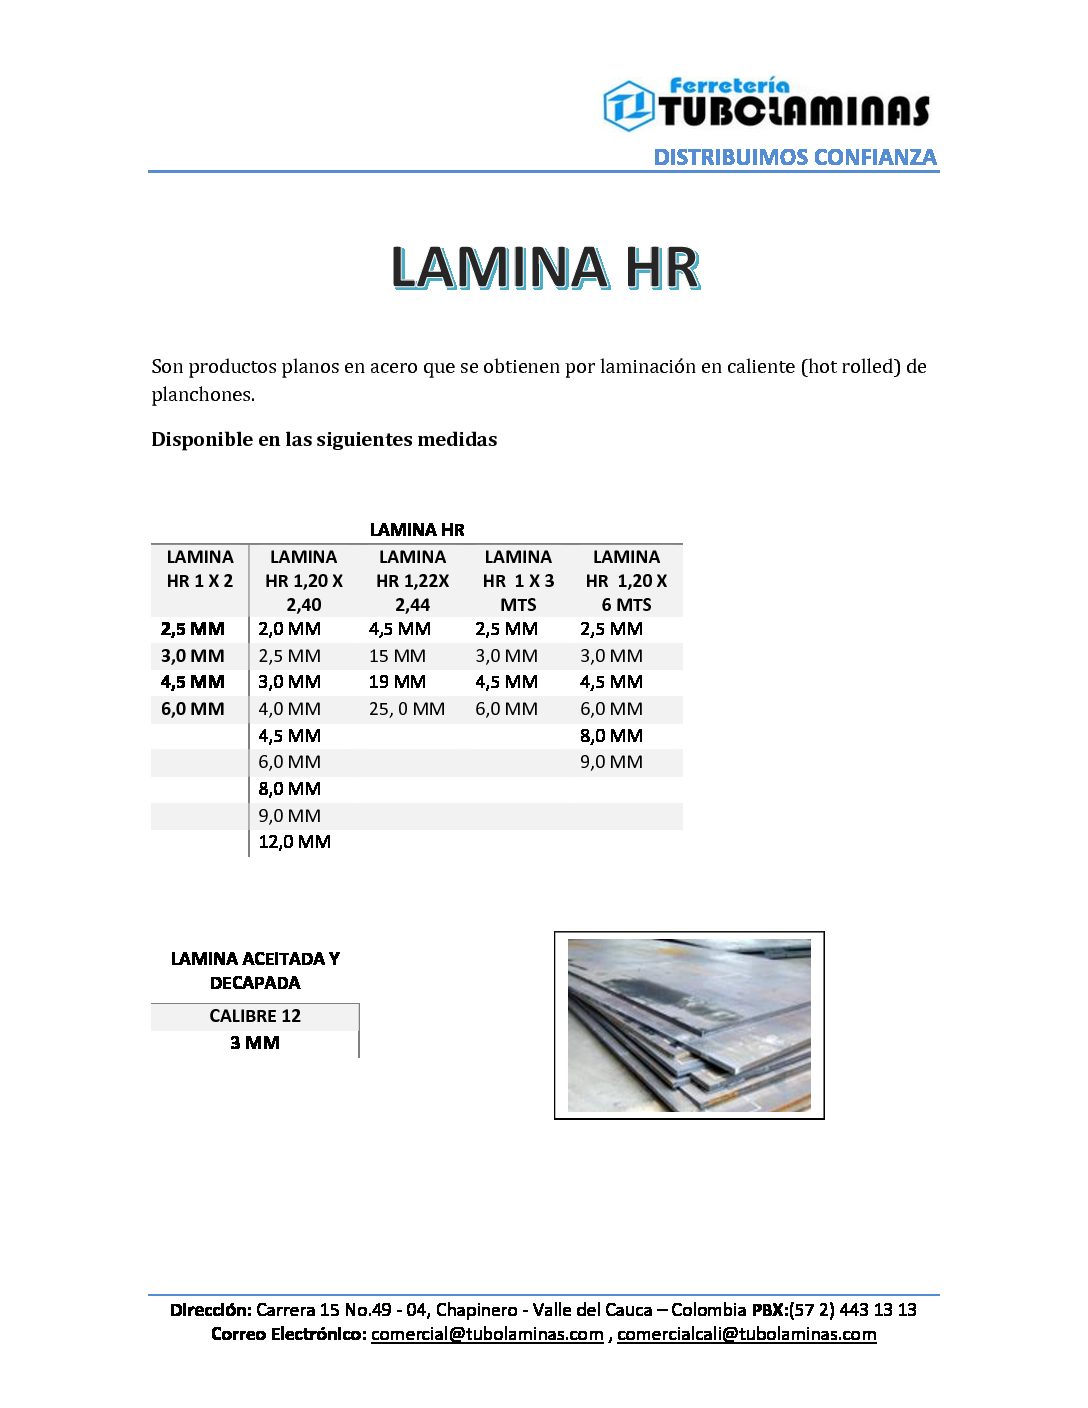 Ferretería
TUBOLAMINAS
DISTRIBUIMOS CONFIANZA
LAMINA HR
Son productos planos en acero que se obtienen por laminación en caliente (hot rolled) de
planchones.
Disponible en las siguientes medidas
LAMINA HR
LAMINA HR 1 X 2 LAMINA HR 1,20 X 2,40 LAMINA HR 1,22X 2,44 LAMINA HR 1 X 3 MTS LAMINA HR 1,20 X 6 MTS
2,5 MM 2,0 MM 4,5 MM 2,5 MM 2,5 MM
3,0 MM 2,5 MM 15 MM 3,0 MM 3,0 MM
4,5 MM 3,0 MM 19 MM 4,5 MM 4,5 MM
6,0 MM 4,0 MM 25, 0 MM 6,0 MM 6,0 MM
4,5 MM 8,0 MM
6,0 MM 9,0 MM
8,0 MM
9,0 MM
12,0 MM
LAMINA ACEITADA Y
DECAPADA
CALIBRE 12
3 MM
Dirección: Carrera 15 No.49 - 04, Chapinero - Valle del Cauca – Colombia PBX:(57 2) 443 13 13
Correo Electrónico: comercial@tubolaminas.com , comercialcali@tubolaminas.com